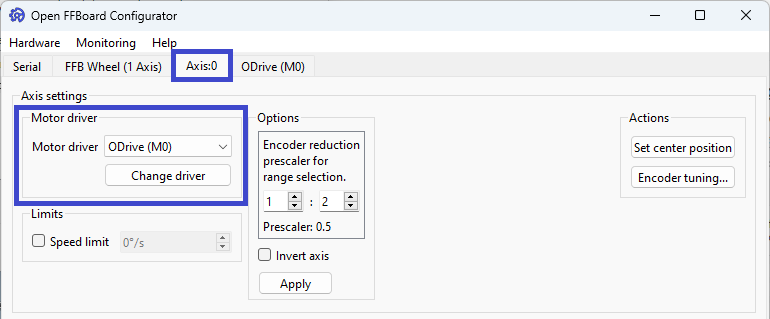 Open FFBoard Configurator
Hardware Monitoring Help
Serial FFB Wheel (1 Axis) Axis:0 ODrive (M0)
Axis settings
Motor driver
Motor driver ODrive (M0)
Change driver
Limits
Speed limit 0°/s
Options
Encoder reduction
prescaler for
range selection.
1 : 2
Prescaler: 0.5
Invert axis
Apply
Actions
Set center position
Encoder tuning...